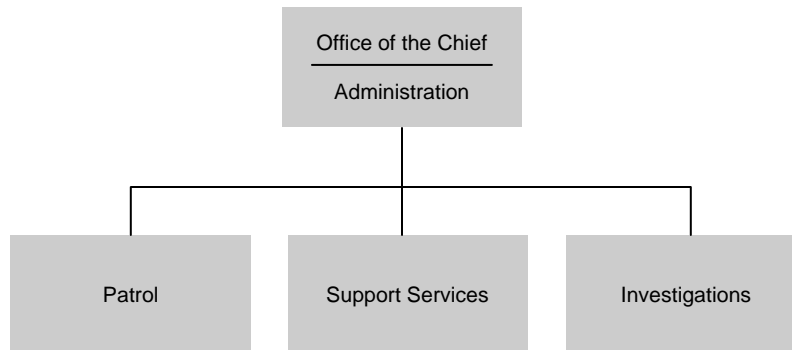 Office of the Chief
Administration
Patrol
Support Services
Investigations